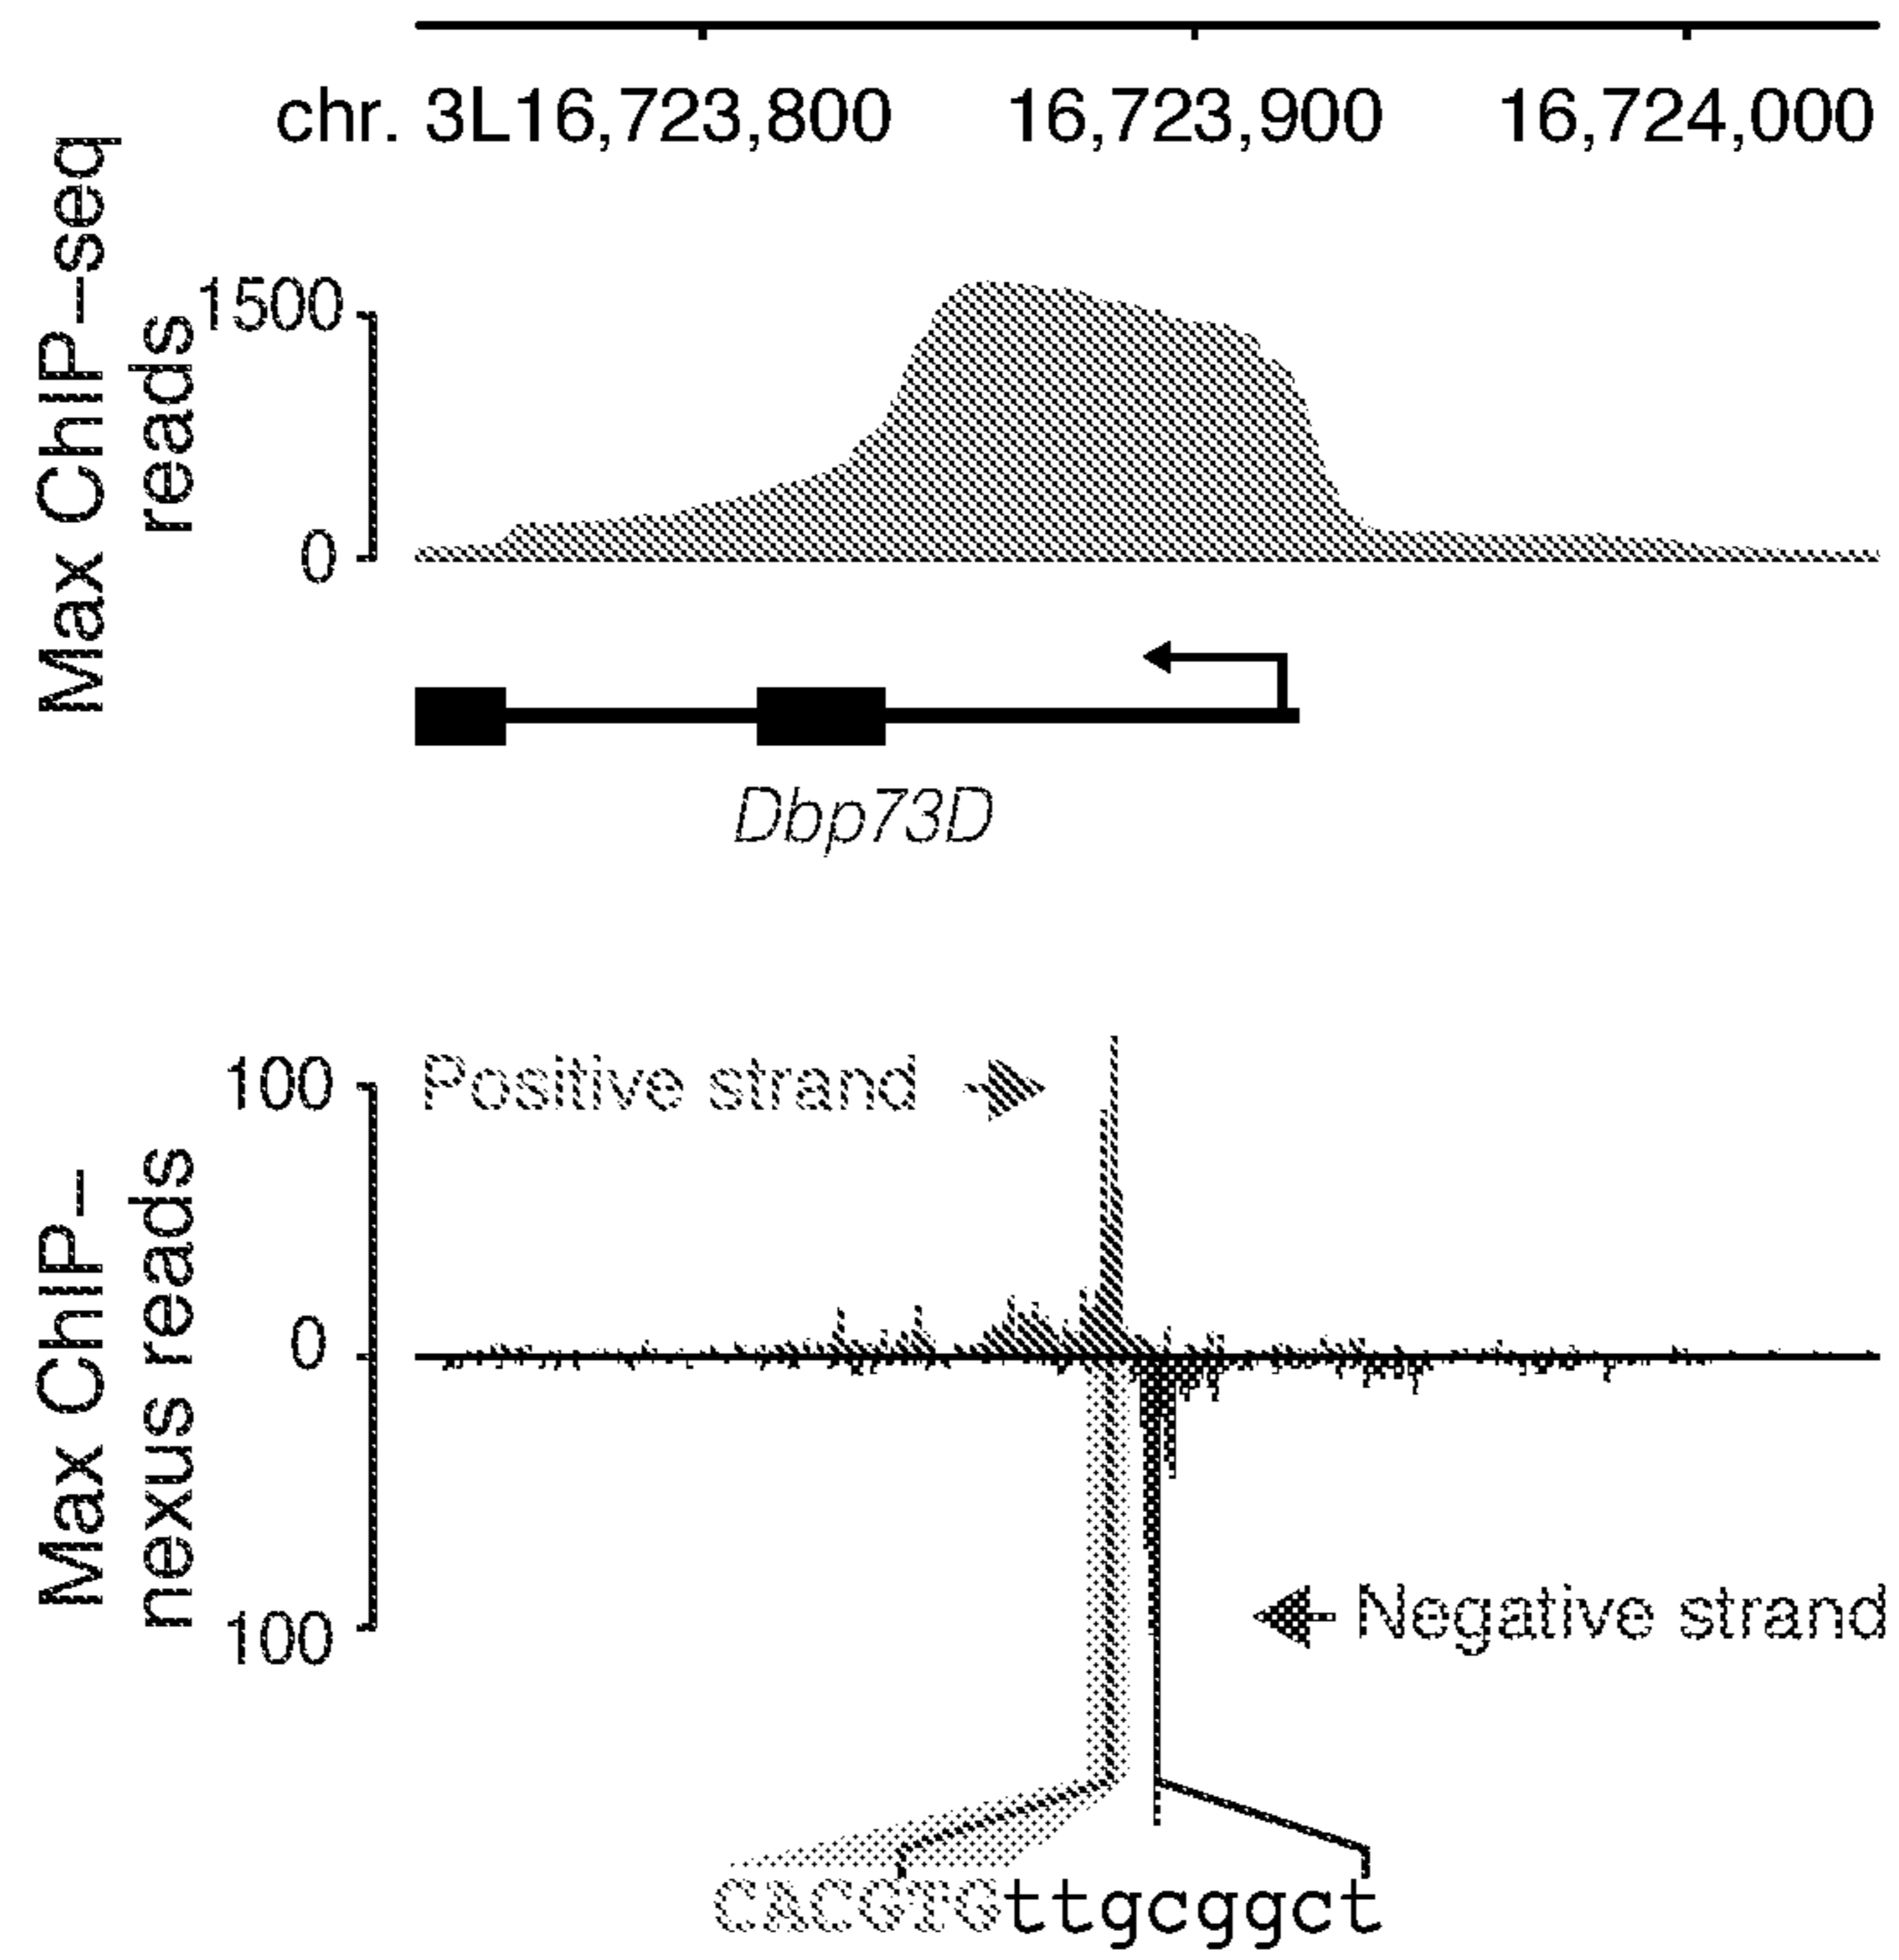 chr. 3L16,723,800 16,723,900 16,724,000
Max ChIP–seq
reads
1500
0
Dbp73D
Max ChIP–
nexus reads
100
Positive strand
0
100
Negative strand
CACGTGttgcggct